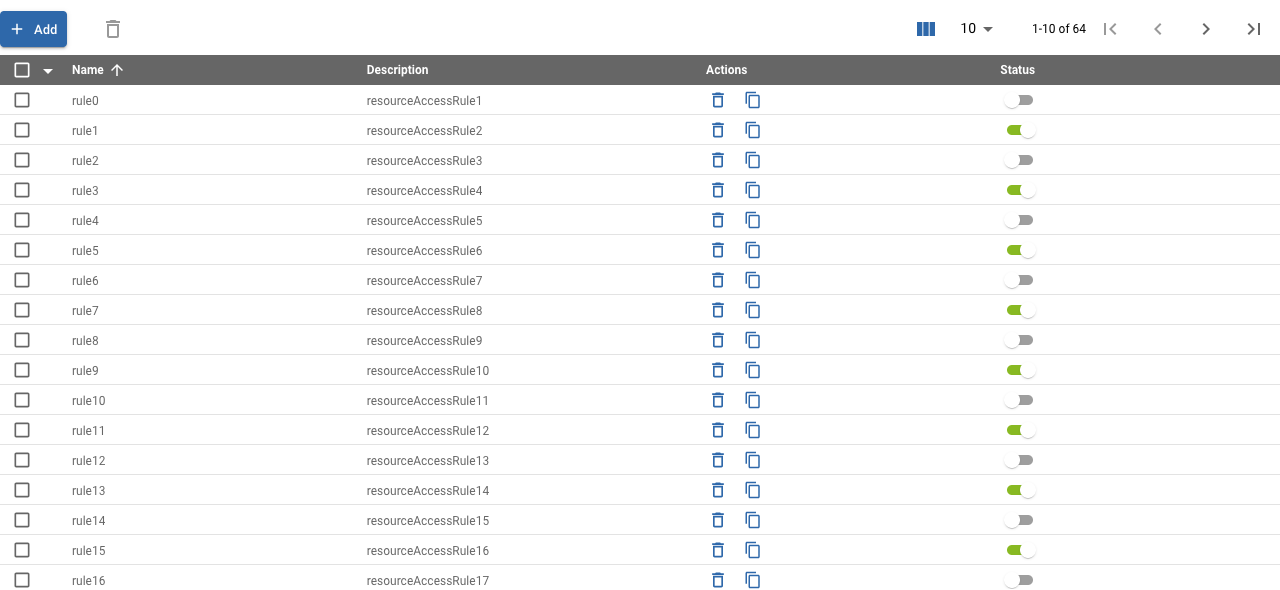 Add 10 1-10 of 64
Name Description Actions Status
rule0 resourceAccessRule1
rule1 resourceAccessRule2
rule2 resourceAccessRule3
rule3 resourceAccessRule4
rule4 resourceAccessRule5
rule5 resourceAccessRule6
rule6 resourceAccessRule7
rule7 resourceAccessRule8
rule8 resourceAccessRule9
rule9 resourceAccessRule10
rule10 resourceAccessRule11
rule11 resourceAccessRule12
rule12 resourceAccessRule13
rule13 resourceAccessRule14
rule14 resourceAccessRule15
rule15 resourceAccessRule16
rule16 resourceAccessRule17